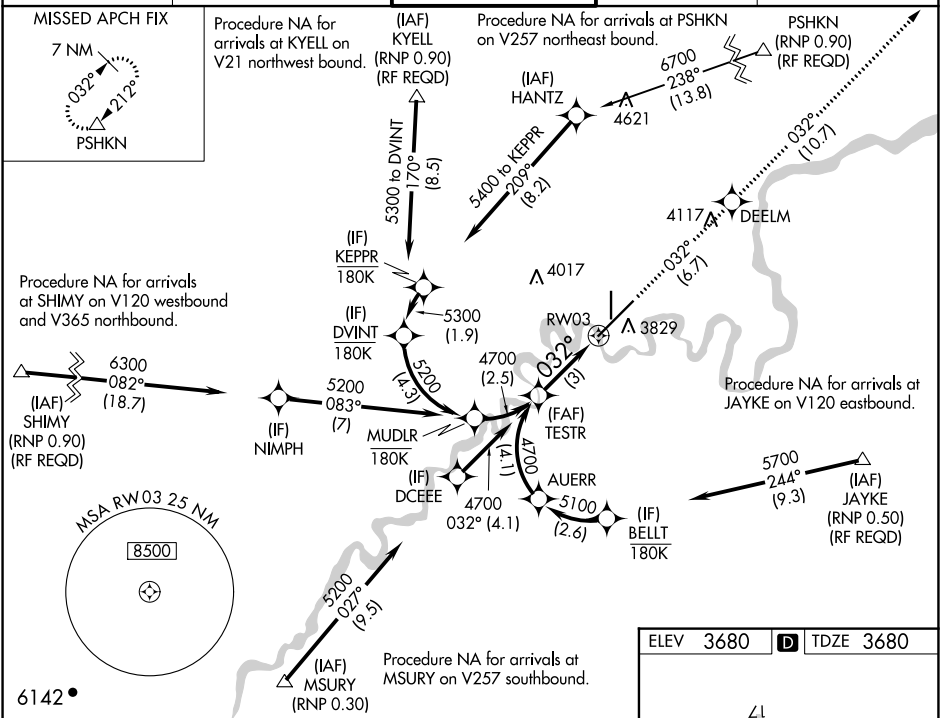 MISSED APCH FIX
7 NM
032°
212°
PSHKN
Procedure NA for
arrivals at KYELL on
V21 northwest bound.
(IAF)
KYELL
(RNP 0.90)
(RF REQD)
Procedure NA for arrivals at PSHKN
on V257 northeast bound.
PSHKN
(RNP 0.90)
(RF REQD)
6700
238°
(13.8)
(IAF)
HANTZ
4621
5300 to DVINT
170°
(8.5)
5400 to KEPPR
209°
(8.2)
032°
(10.7)
4117
DEELM
032°
(6.7)
(IF)
KEPPR
180K
4017
Procedure NA for arrivals
at SHIMY on V120 westbound
and V365 northbound.
5300
(1.9)
(IF)
DVINT
180K
RW03
3829
5200
(4.3)
4700
(2.5)
032°
(3)
6300
082°
(18.7)
(IAF)
SHIMY
(RNP 0.90)
(RF REQD)
5200
083°
(7)
(IF)
NIMPH
MUDLR
180K
(FAF)
TESTR
Procedure NA for arrivals at
JAYKE on V120 eastbound.
4700
(4.1)
(IF)
DCEEE
4700
032° (4.1)
AUERR
5100
(2.6)
(IF)
BELLT
180K
5700
244°
(9.3)
(IAF)
JAYKE
(RNP 0.50)
(RF REQD)
MSA RW03 25 NM
8500
5200
027°
(9.5)
(IAF)
MSURY
(RNP 0.30)
Procedure NA for arrivals at
MSURY on V257 southbound.
6142
ELEV 3680 D TDZE 3680
17